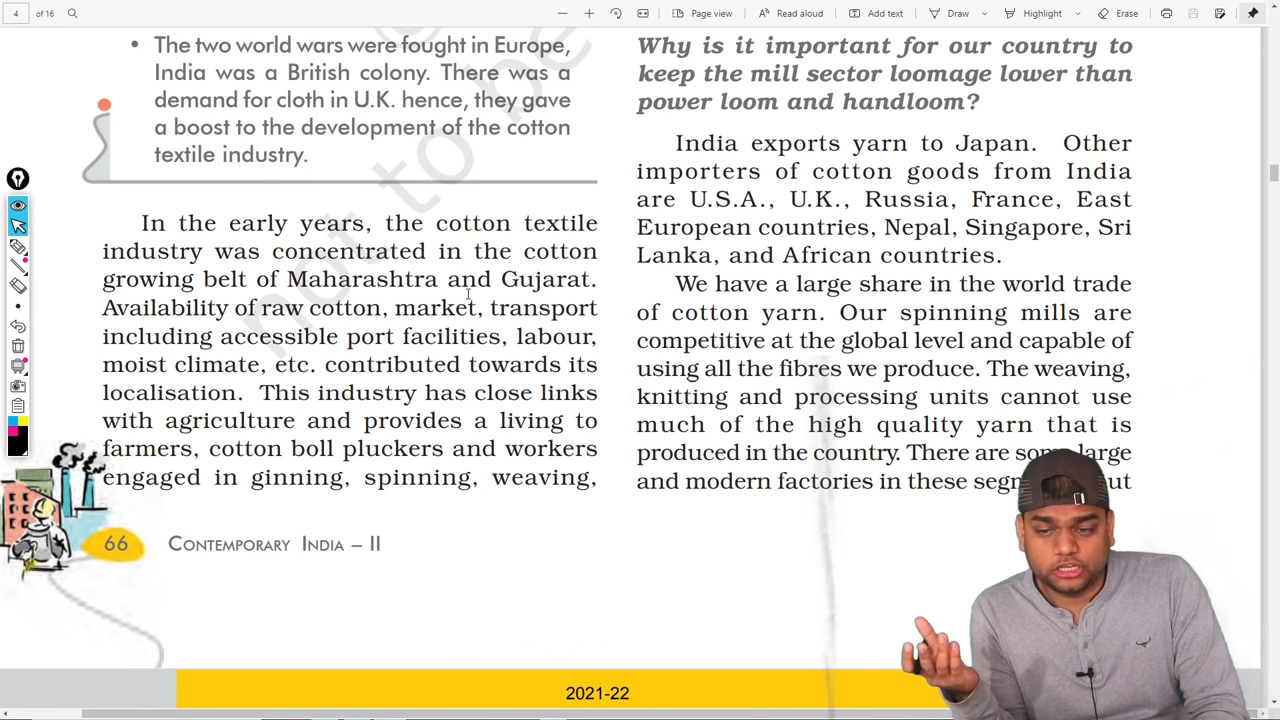 4 of 16
Page view
Read aloud
Add text
Draw
Highlight
Erase
• The two world wars were fought in Europe,
India was a British colony. There was a
demand for cloth in U.K. hence, they gave
a boost to the development of the cotton
textile industry.
In the early years, the cotton textile
industry was concentrated in the cotton
growing belt of Maharashtra and Gujarat.
Availability of raw cotton, market, transport
including accessible port facilities, labour,
moist climate, etc. contributed towards its
localisation. This industry has close links
with agriculture and provides a living to
farmers, cotton boll pluckers and workers
engaged in ginning, spinning, weaving,
Why is it important for our country to
keep the mill sector loomage lower than
power loom and handloom?
India exports yarn to Japan. Other
importers of cotton goods from India
are U.S.A., U.K., Russia, France, East
European countries, Nepal, Singapore, Sri
Lanka, and African countries.
We have a large share in the world trade
of cotton yarn. Our spinning mills are
competitive at the global level and capable of
using all the fibres we produce. The weaving,
knitting and processing units cannot use
much of the high quality yarn that is
produced in the country. There are large
and modern factories in these
not to be
66 CONTEMPORARY INDIA – II
2021-22